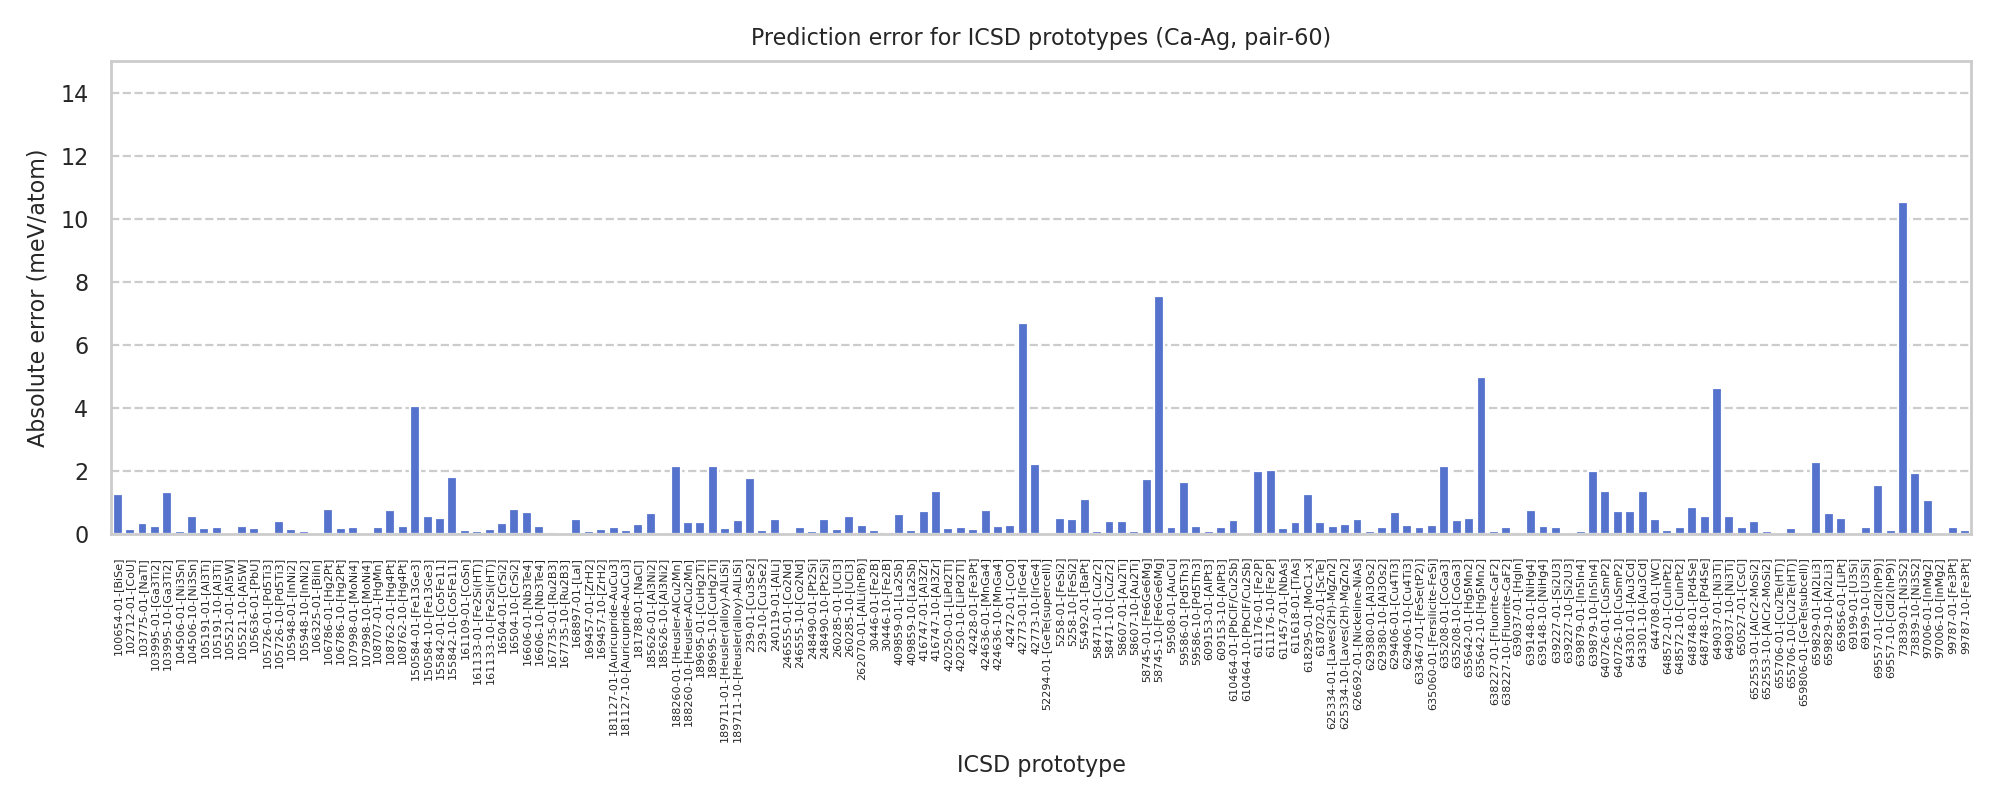 Prediction error for ICSD prototypes (Ca-Ag, pair-60)
Absolute error (meV/atom)
14
12
10
8
6
4
2
0
100654-01-[BiSe]
102712-01-[CoU]
103775-01-[NaTl]
103995-01-[Ga3Ti2]
103995-10-[Ga3Ti2]
104506-01-[Ni3Sn]
104506-10-[Ni3Sn]
105191-01-[Al3Ti]
105191-10-[Al3Ti]
105521-01-[Al5W]
105521-10-[Al5W]
105636-01-[PbU]
105726-01-[Pd5Ti3]
105726-10-[Pd5Ti3]
105948-01-[InNi2]
105948-10-[InNi2]
106325-01-[BiIn]
106786-01-[Hg2Pt]
106786-10-[Hg2Pt]
107998-01-[MoNi4]
107998-10-[MoNi4]
108707-01-[HgMn]
108762-01-[Hg4Pt]
108762-10-[Hg4Pt]
150584-01-[Fe13Ge3]
150584-10-[Fe13Ge3]
155842-01-[Co5Fe11]
155842-10-[Co5Fe11]
161109-01-[CoSn]
161133-01-[Fe2Si(HT)]
161133-10-[Fe2Si(HT)]
16504-01-[CrSi2]
16504-10-[CrSi2]
16606-01-[Nb3Te4]
16606-10-[Nb3Te4]
167735-01-[Ru2B3]
167735-10-[Ru2B3]
168897-01-[LaI]
169457-01-[ZrH2]
169457-10-[ZrH2]
181127-01-[Auricupride-AuCu3]
181127-10-[Auricupride-AuCu3]
181788-01-[NaCl]
185626-01-[Al3Ni2]
185626-10-[Al3Ni2]
188260-01-[Heusler-AlCu2Mn]
188260-10-[Heusler-AlCu2Mn]
189695-01-[CuHg2Ti]
189695-10-[CuHg2Ti]
189711-01-[Heusler(alloy)-AlLiSi]
189711-10-[Heusler(alloy)-AlLiSi]
239-01-[Cu3Se2]
239-10-[Cu3Se2]
240119-01-[AlLi]
246555-01-[Co2Nd]
246555-10-[Co2Nd]
248490-01-[Pt2Si]
248490-10-[Pt2Si]
260285-01-[UCl3]
260285-10-[UCl3]
262070-01-[AlLi(hP8)]
30446-01-[Fe2B]
30446-10-[Fe2B]
409859-01-[La2Sb]
409859-10-[La2Sb]
416747-01-[Al3Zr]
416747-10-[Al3Zr]
420250-01-[LiPd2Tl]
420250-10-[LiPd2Tl]
42428-01-[Fe3Pt]
424636-01-[MnGa4]
424636-10-[MnGa4]
42472-01-[CoO]
42773-01-[IrGe4]
42773-10-[IrGe4]
52294-01-[GeTe(supercell)]
5258-01-[FeSi2]
5258-10-[FeSi2]
55492-01-[BaPt]
58471-01-[CuZr2]
58471-10-[CuZr2]
58607-01-[Au2Ti]
58607-10-[Au2Ti]
58745-01-[Fe6Ge6Mg]
58745-10-[Fe6Ge6Mg]
59508-01-[AuCu]
59586-01-[Pd5Th3]
59586-10-[Pd5Th3]
609153-01-[AlPt3]
609153-10-[AlPt3]
610464-01-[PbClF/Cu2Sb]
610464-10-[PbClF/Cu2Sb]
611176-01-[Fe2P]
611176-10-[Fe2P]
611457-01-[NbAs]
611618-01-[TiAs]
618295-01-[MoC1-x]
618702-01-[ScTe]
625334-01-[Laves(2H)-MgZn2]
625334-10-[Laves(2H)-MgZn2]
626692-01-[Nickeline-NiAs]
629380-01-[Al3Os2]
629380-10-[Al3Os2]
629406-01-[Cu4Ti3]
629406-10-[Cu4Ti3]
633467-01-[FeSe(tP2)]
635060-01-[Fersilicite-FeSi]
635208-01-[CoGa3]
635208-10-[CoGa3]
635642-01-[Hg5Mn2]
635642-10-[Hg5Mn2]
638227-01-[Fluorite-CaF2]
638227-10-[Fluorite-CaF2]
639037-01-[HgIn]
639148-01-[NiHg4]
639148-10-[NiHg4]
639227-01-[Si2U3]
639227-10-[Si2U3]
639879-01-[In5In4]
639879-10-[In5In4]
640726-01-[CuSmP2]
640726-10-[CuSmP2]
643301-01-[Au3Cd]
643301-10-[Au3Cd]
644708-01-[WC]
648572-01-[CuInPt2]
648572-10-[CuInPt2]
648748-01-[Pd4Se]
648748-10-[Pd4Se]
649037-01-[Ni3Ti]
649037-10-[Ni3Ti]
650527-01-[CsCl]
652553-01-[AlCr2-MoSi2]
652553-10-[AlCr2-MoSi2]
655706-01-[Cu2Te(HT)]
655706-10-[Cu2Te(HT)]
659806-01-[GeTe(subcell)]
659829-01-[Al2Li3]
659829-10-[Al2Li3]
659856-01-[LiPt]
69199-01-[U3Si]
69199-10-[U3Si]
69557-01-[CdI2(hP9)]
69557-10-[CdI2(hP9)]
73839-01-[Ni3S2]
73839-10-[Ni3S2]
97006-01-[InMg2]
97006-10-[InMg2]
99787-01-[Fe3Pt]
99787-10-[Fe3Pt]
ICSD prototype